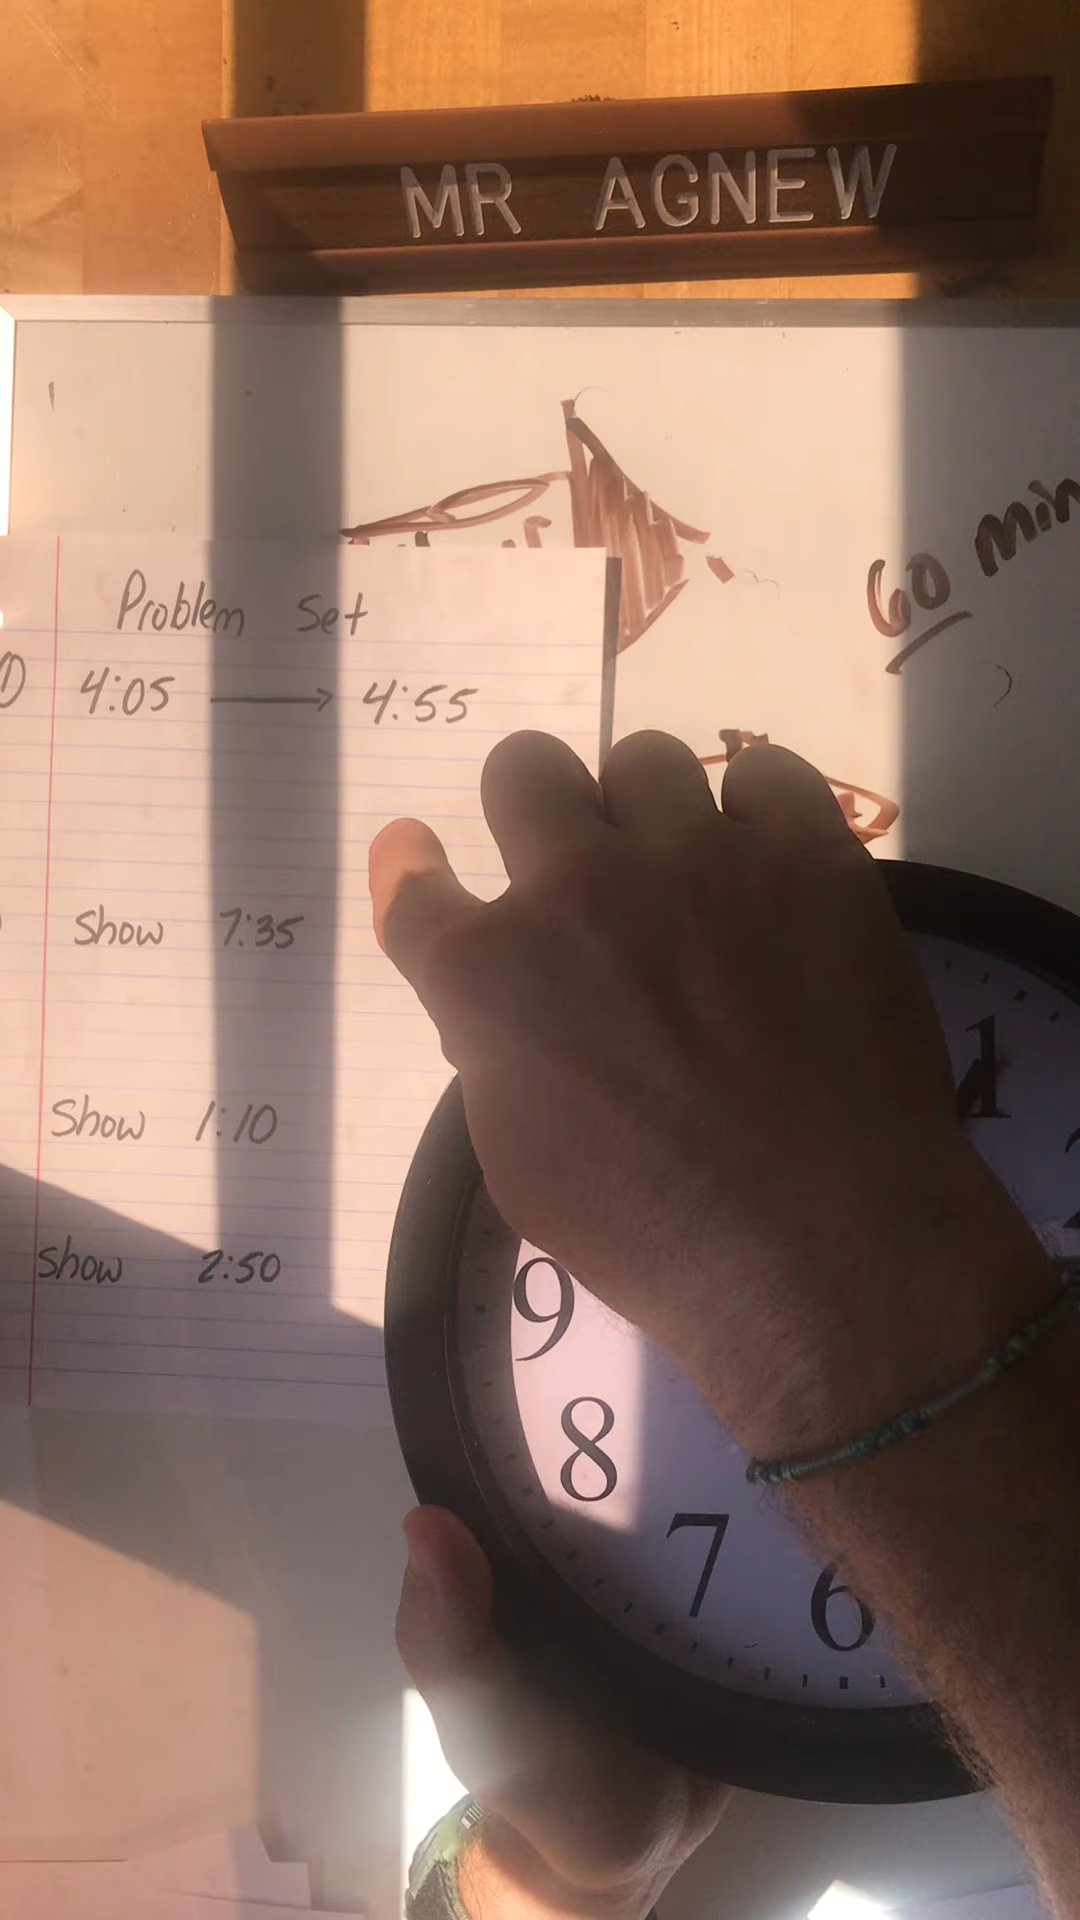 MR AGNEW
60 min
Problem Set
① 4:05 → 4:55
Show 7:35
Show 1:10
Show 2:50
1
9
8
7
6